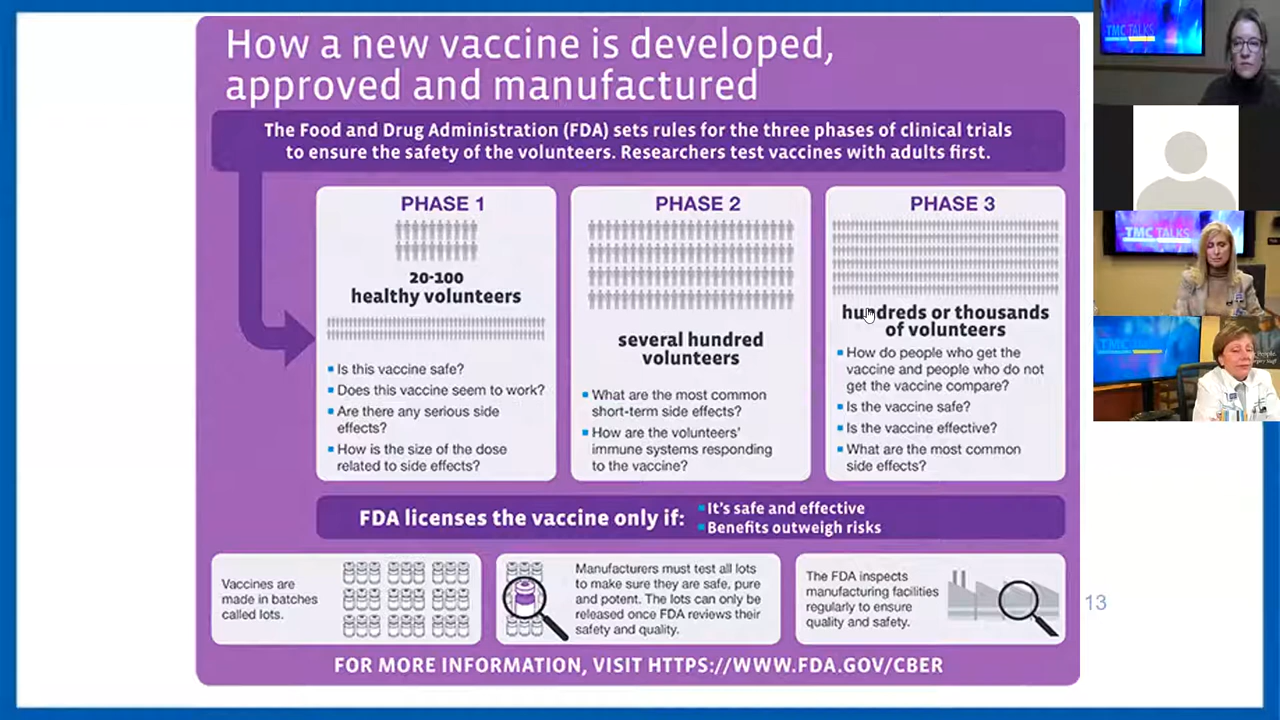 How a new vaccine is developed,
approved and manufactured
The Food and Drug Administration (FDA) sets rules for the three phases of clinical trials
to ensure the safety of the volunteers. Researchers test vaccines with adults first.
PHASE 1
20-100
healthy volunteers
Is this vaccine safe?
Does this vaccine seem to work?
Are there any serious side
effects?
How is the size of the dose
related to side effects?
PHASE 2
several hundred
volunteers
What are the most common
short-term side effects?
How are the volunteers'
immune systems responding
to the vaccine?
PHASE 3
hundreds or thousands
of volunteers
How do people who get the
vaccine and people who do not
get the vaccine compare?
Is the vaccine safe?
Is the vaccine effective?
What are the most common
side effects?
FDA licenses the vaccine only if:
It's safe and effective
Benefits outweigh risks
Vaccines are
made in batches
called lots.
Manufacturers must test all lots
to make sure they are safe, pure
and potent. The lots can only be
released once FDA reviews their
safety and quality.
The FDA inspects
manufacturing facilities
regularly to ensure
quality and safety.
FOR MORE INFORMATION, VISIT HTTPS://WWW.FDA.GOV/CBER
13
TMC TALKS
TMC TALKS
TMC